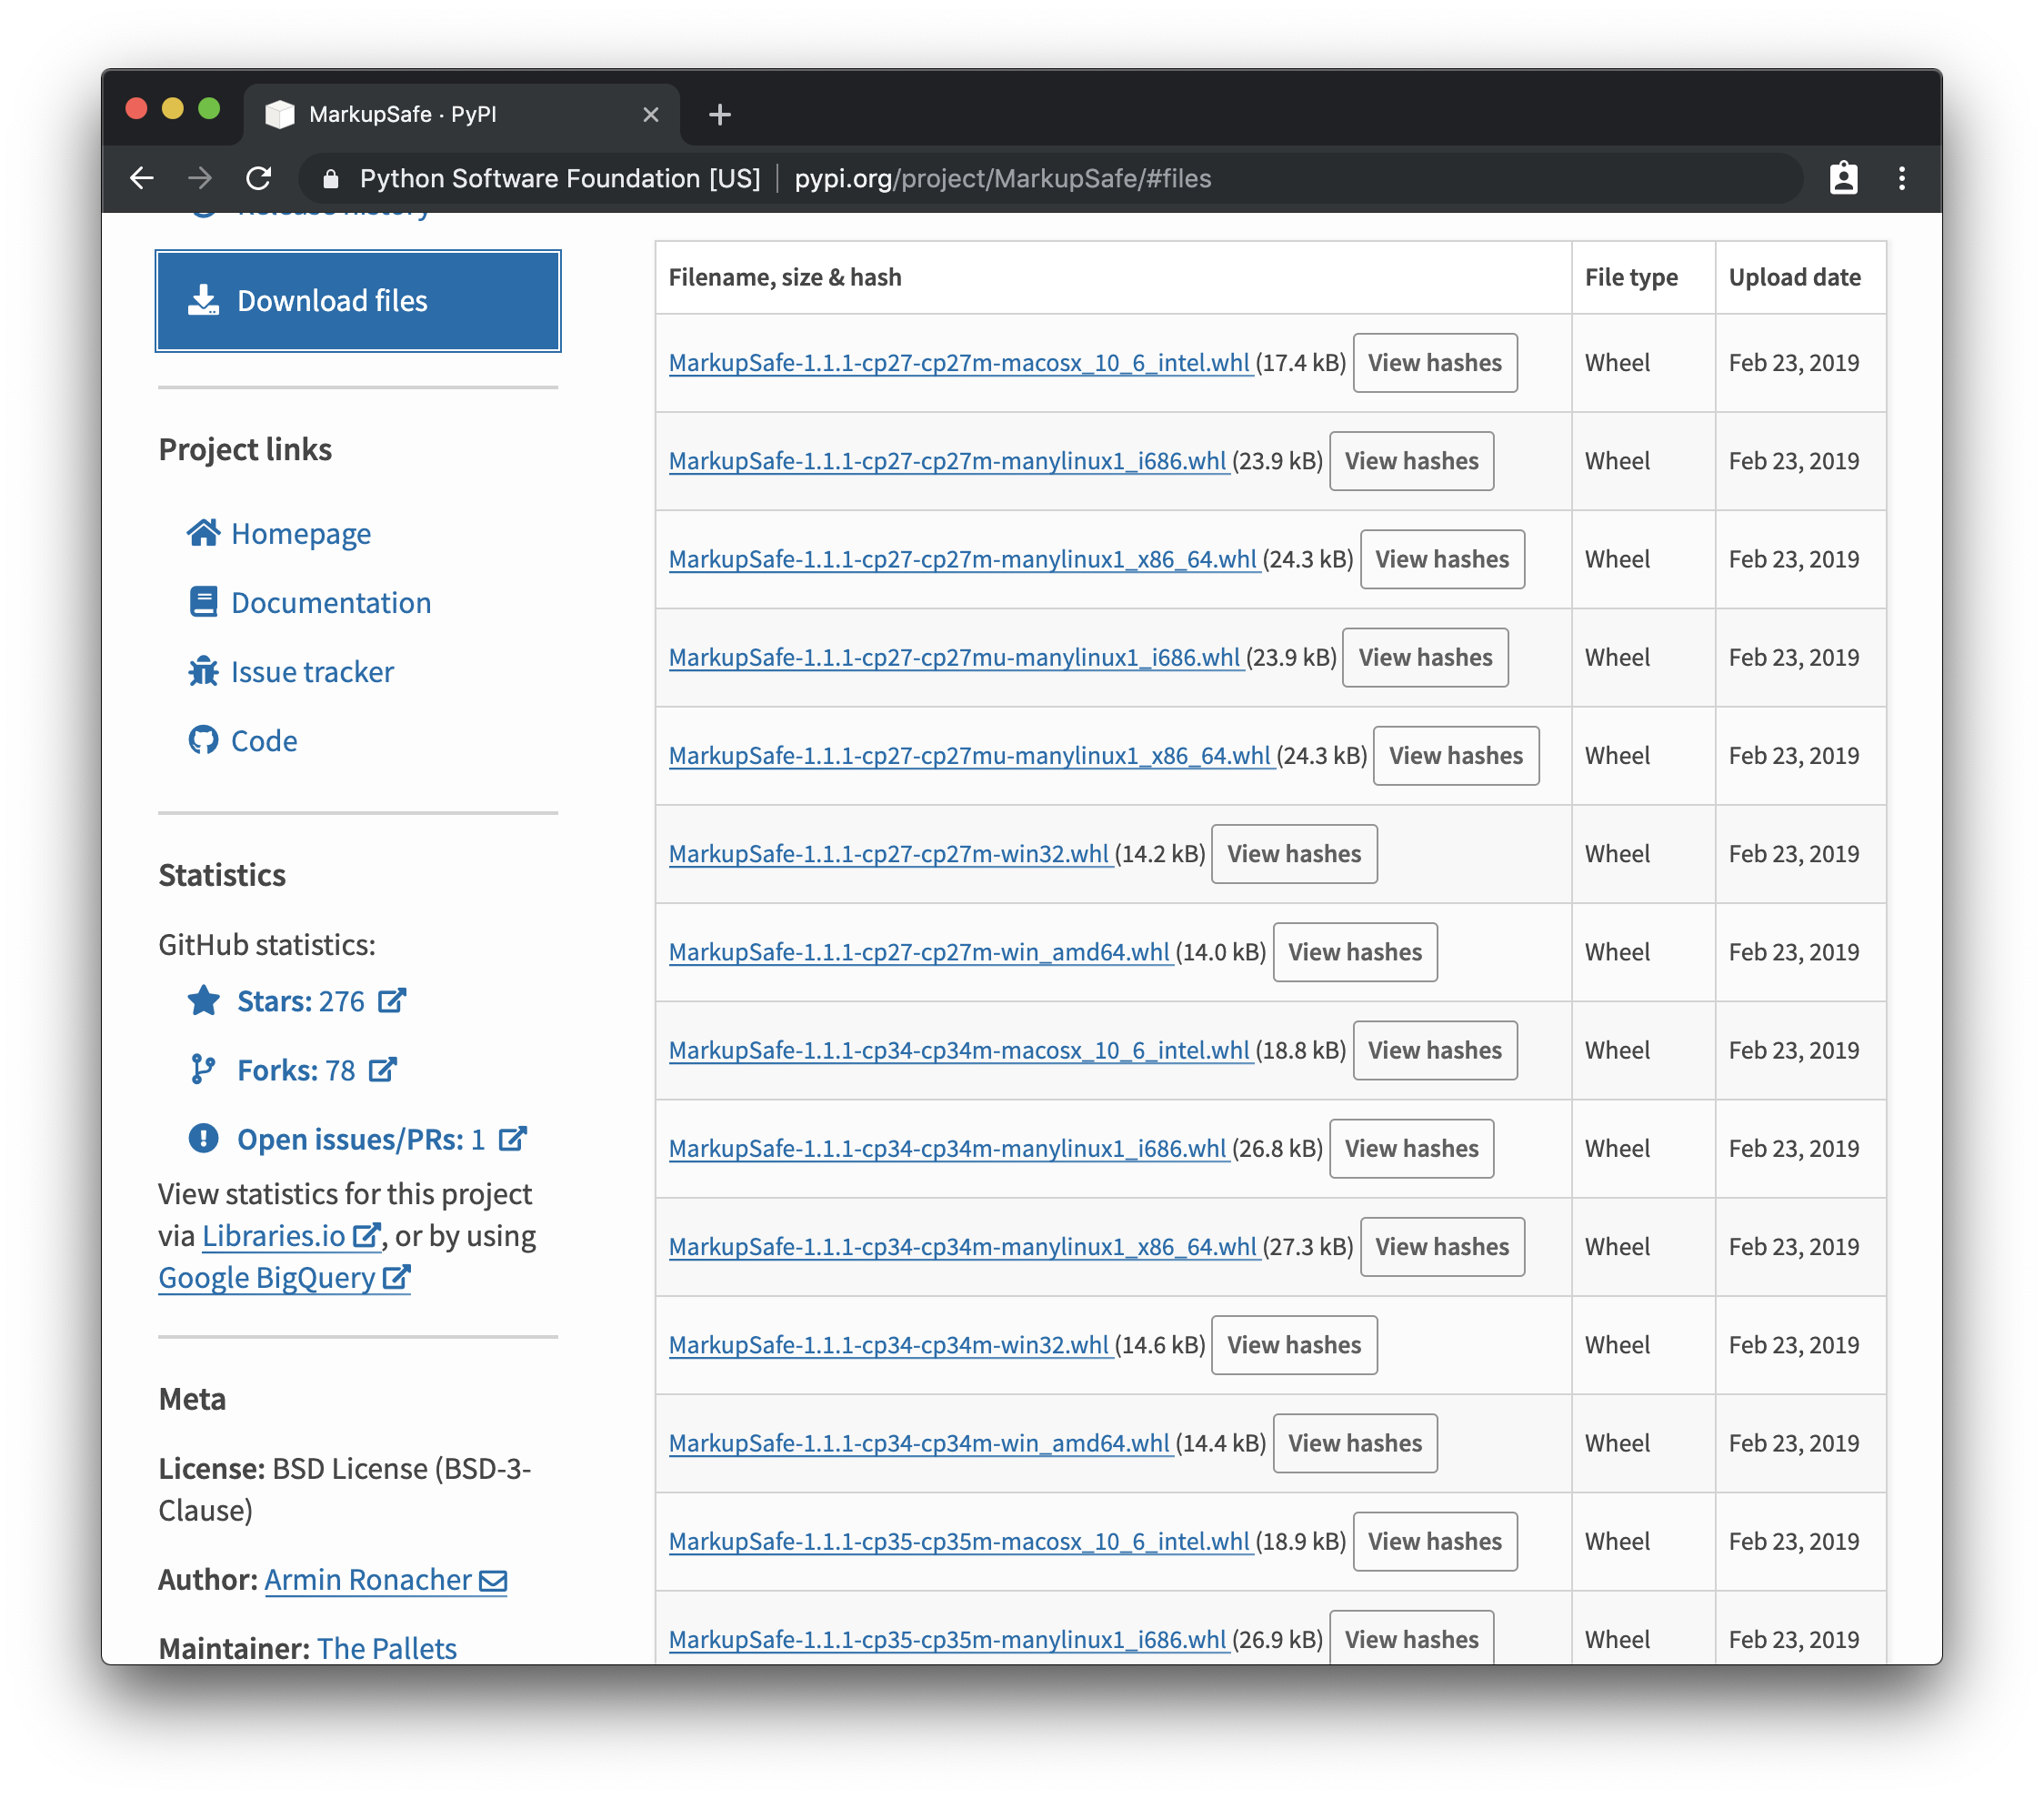 MarkupSafe · PyPI
Python Software Foundation [US] | pypi.org/project/MarkupSafe/#files
Release history
Download files
Project links
Homepage
Documentation
Issue tracker
Code
Statistics
GitHub statistics:
Stars: 276
Forks: 78
Open issues/PRs: 1
View statistics for this project
via Libraries.io , or by using
Google BigQuery
Meta
License: BSD License (BSD-3-
Clause)
Author: Armin Ronacher
Maintainer: The Pallets
Filename, size & hash File type Upload date
MarkupSafe-1.1.1-cp27-cp27m-macosx_10_6_intel.whl (17.4 kB) View hashes Wheel Feb 23, 2019
MarkupSafe-1.1.1-cp27-cp27m-manylinux1_i686.whl (23.9 kB) View hashes Wheel Feb 23, 2019
MarkupSafe-1.1.1-cp27-cp27m-manylinux1_x86_64.whl (24.3 kB) View hashes Wheel Feb 23, 2019
MarkupSafe-1.1.1-cp27-cp27mu-manylinux1_i686.whl (23.9 kB) View hashes Wheel Feb 23, 2019
MarkupSafe-1.1.1-cp27-cp27mu-manylinux1_x86_64.whl (24.3 kB) View hashes Wheel Feb 23, 2019
MarkupSafe-1.1.1-cp27-cp27m-win32.whl (14.2 kB) View hashes Wheel Feb 23, 2019
MarkupSafe-1.1.1-cp27-cp27m-win_amd64.whl (14.0 kB) View hashes Wheel Feb 23, 2019
MarkupSafe-1.1.1-cp34-cp34m-macosx_10_6_intel.whl (18.8 kB) View hashes Wheel Feb 23, 2019
MarkupSafe-1.1.1-cp34-cp34m-manylinux1_i686.whl (26.8 kB) View hashes Wheel Feb 23, 2019
MarkupSafe-1.1.1-cp34-cp34m-manylinux1_x86_64.whl (27.3 kB) View hashes Wheel Feb 23, 2019
MarkupSafe-1.1.1-cp34-cp34m-win32.whl (14.6 kB) View hashes Wheel Feb 23, 2019
MarkupSafe-1.1.1-cp34-cp34m-win_amd64.whl (14.4 kB) View hashes Wheel Feb 23, 2019
MarkupSafe-1.1.1-cp35-cp35m-macosx_10_6_intel.whl (18.9 kB) View hashes Wheel Feb 23, 2019
MarkupSafe-1.1.1-cp35-cp35m-manylinux1_i686.whl (26.9 kB) View hashes Wheel Feb 23, 2019